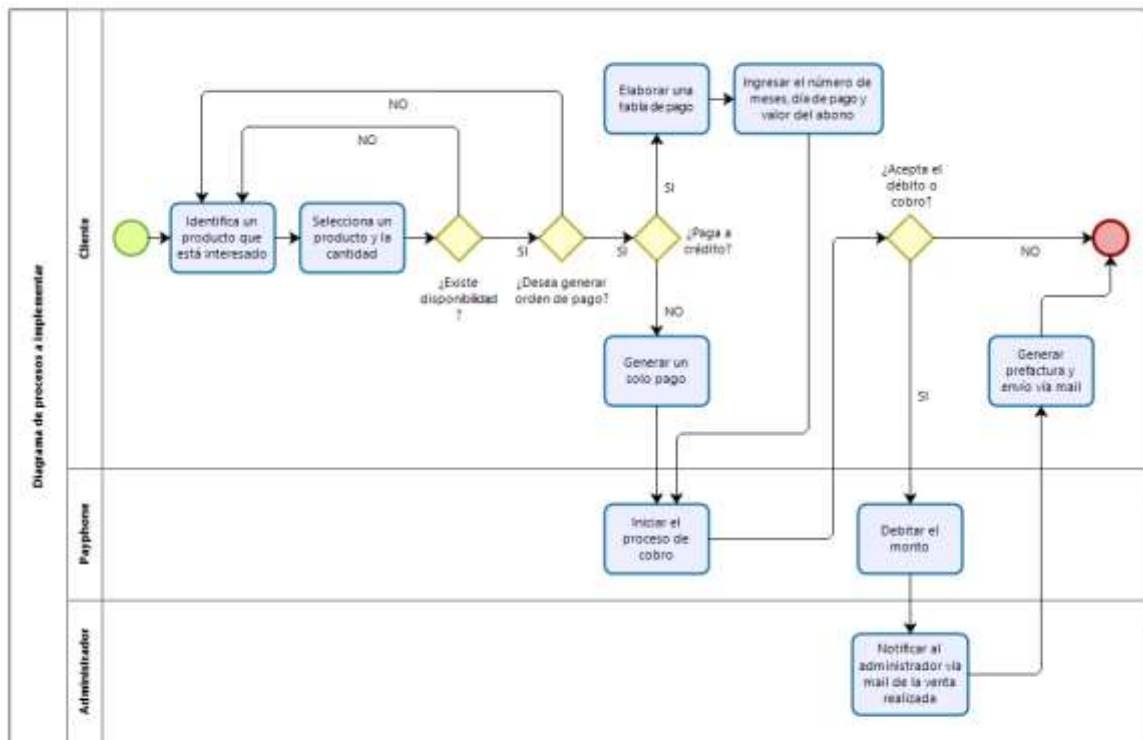 Diagrama de procesos a implementar
Cliente
Elaborar una
tabla de pago
Ingresar el número de
meses, día de pago y
valor del abono
NO
NO
¿Acepta el
débito o
cobro?
SI
Identifica un
producto que
está interesado
Selecciona un
producto y la
cantidad
SI
SI
¿Paga a
crédito?
NO
¿Existe
disponibilidad
?
¿Desea generar
orden de pago?
NO
Generar un
solo pago
Generar
prefactura y
envío vía mail
SI
Payphone
Iniciar el
proceso de
cobro
Debitar el
monto
Administrador
Notificar al
administrador vía
mail de la venta
realizada